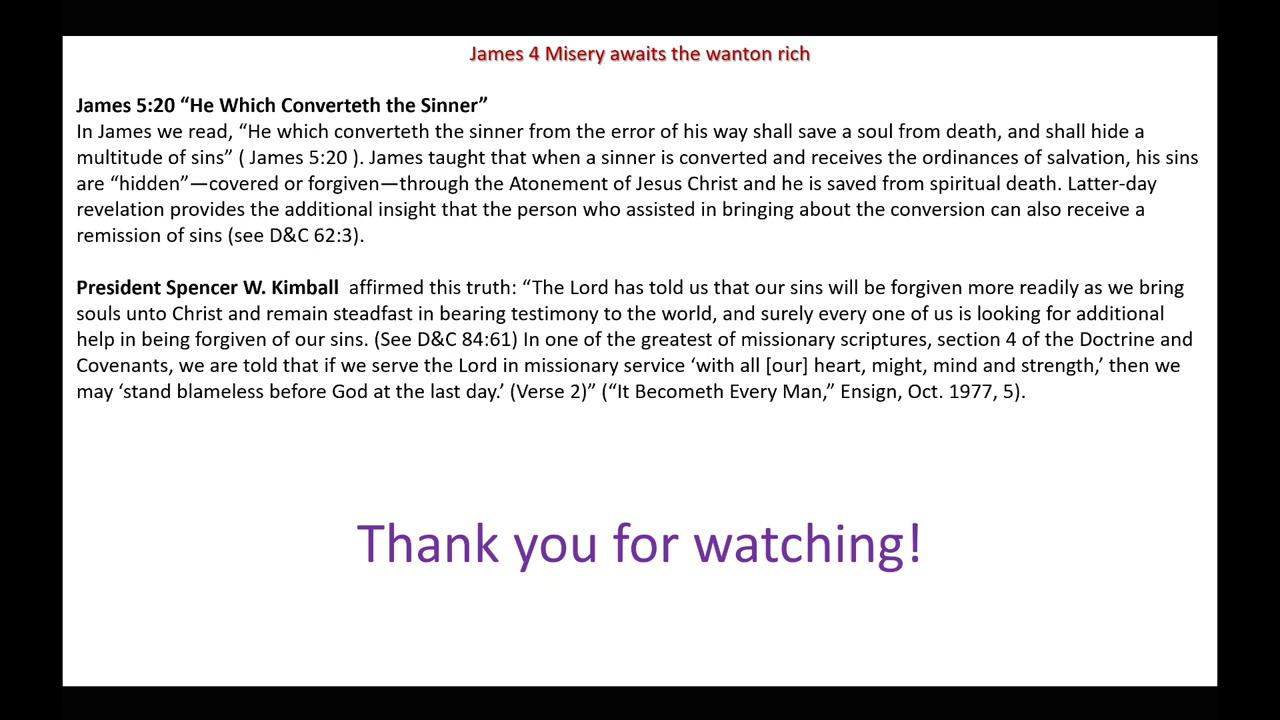 James 4 Misery awaits the wanton rich
James 5:20 “He Which Converteth the Sinner”
In James we read, “He which converteth the sinner from the error of his way shall save a soul from death, and shall hide a
multitude of sins” ( James 5:20 ). James taught that when a sinner is converted and receives the ordinances of salvation, his sins
are “hidden”—covered or forgiven—through the Atonement of Jesus Christ and he is saved from spiritual death. Latter-day
revelation provides the additional insight that the person who assisted in bringing about the conversion can also receive a
remission of sins (see D&C 62:3).
President Spencer W. Kimball  affirmed this truth: “The Lord has told us that our sins will be forgiven more readily as we bring
souls unto Christ and remain steadfast in bearing testimony to the world, and surely every one of us is looking for additional
help in being forgiven of our sins. (See D&C 84:61) In one of the greatest of missionary scriptures, section 4 of the Doctrine and
Covenants, we are told that if we serve the Lord in missionary service ‘with all [our] heart, might, mind and strength,’ then we
may ‘stand blameless before God at the last day.’ (Verse 2)” (“It Becometh Every Man,” Ensign, Oct. 1977, 5).
Thank you for watching!